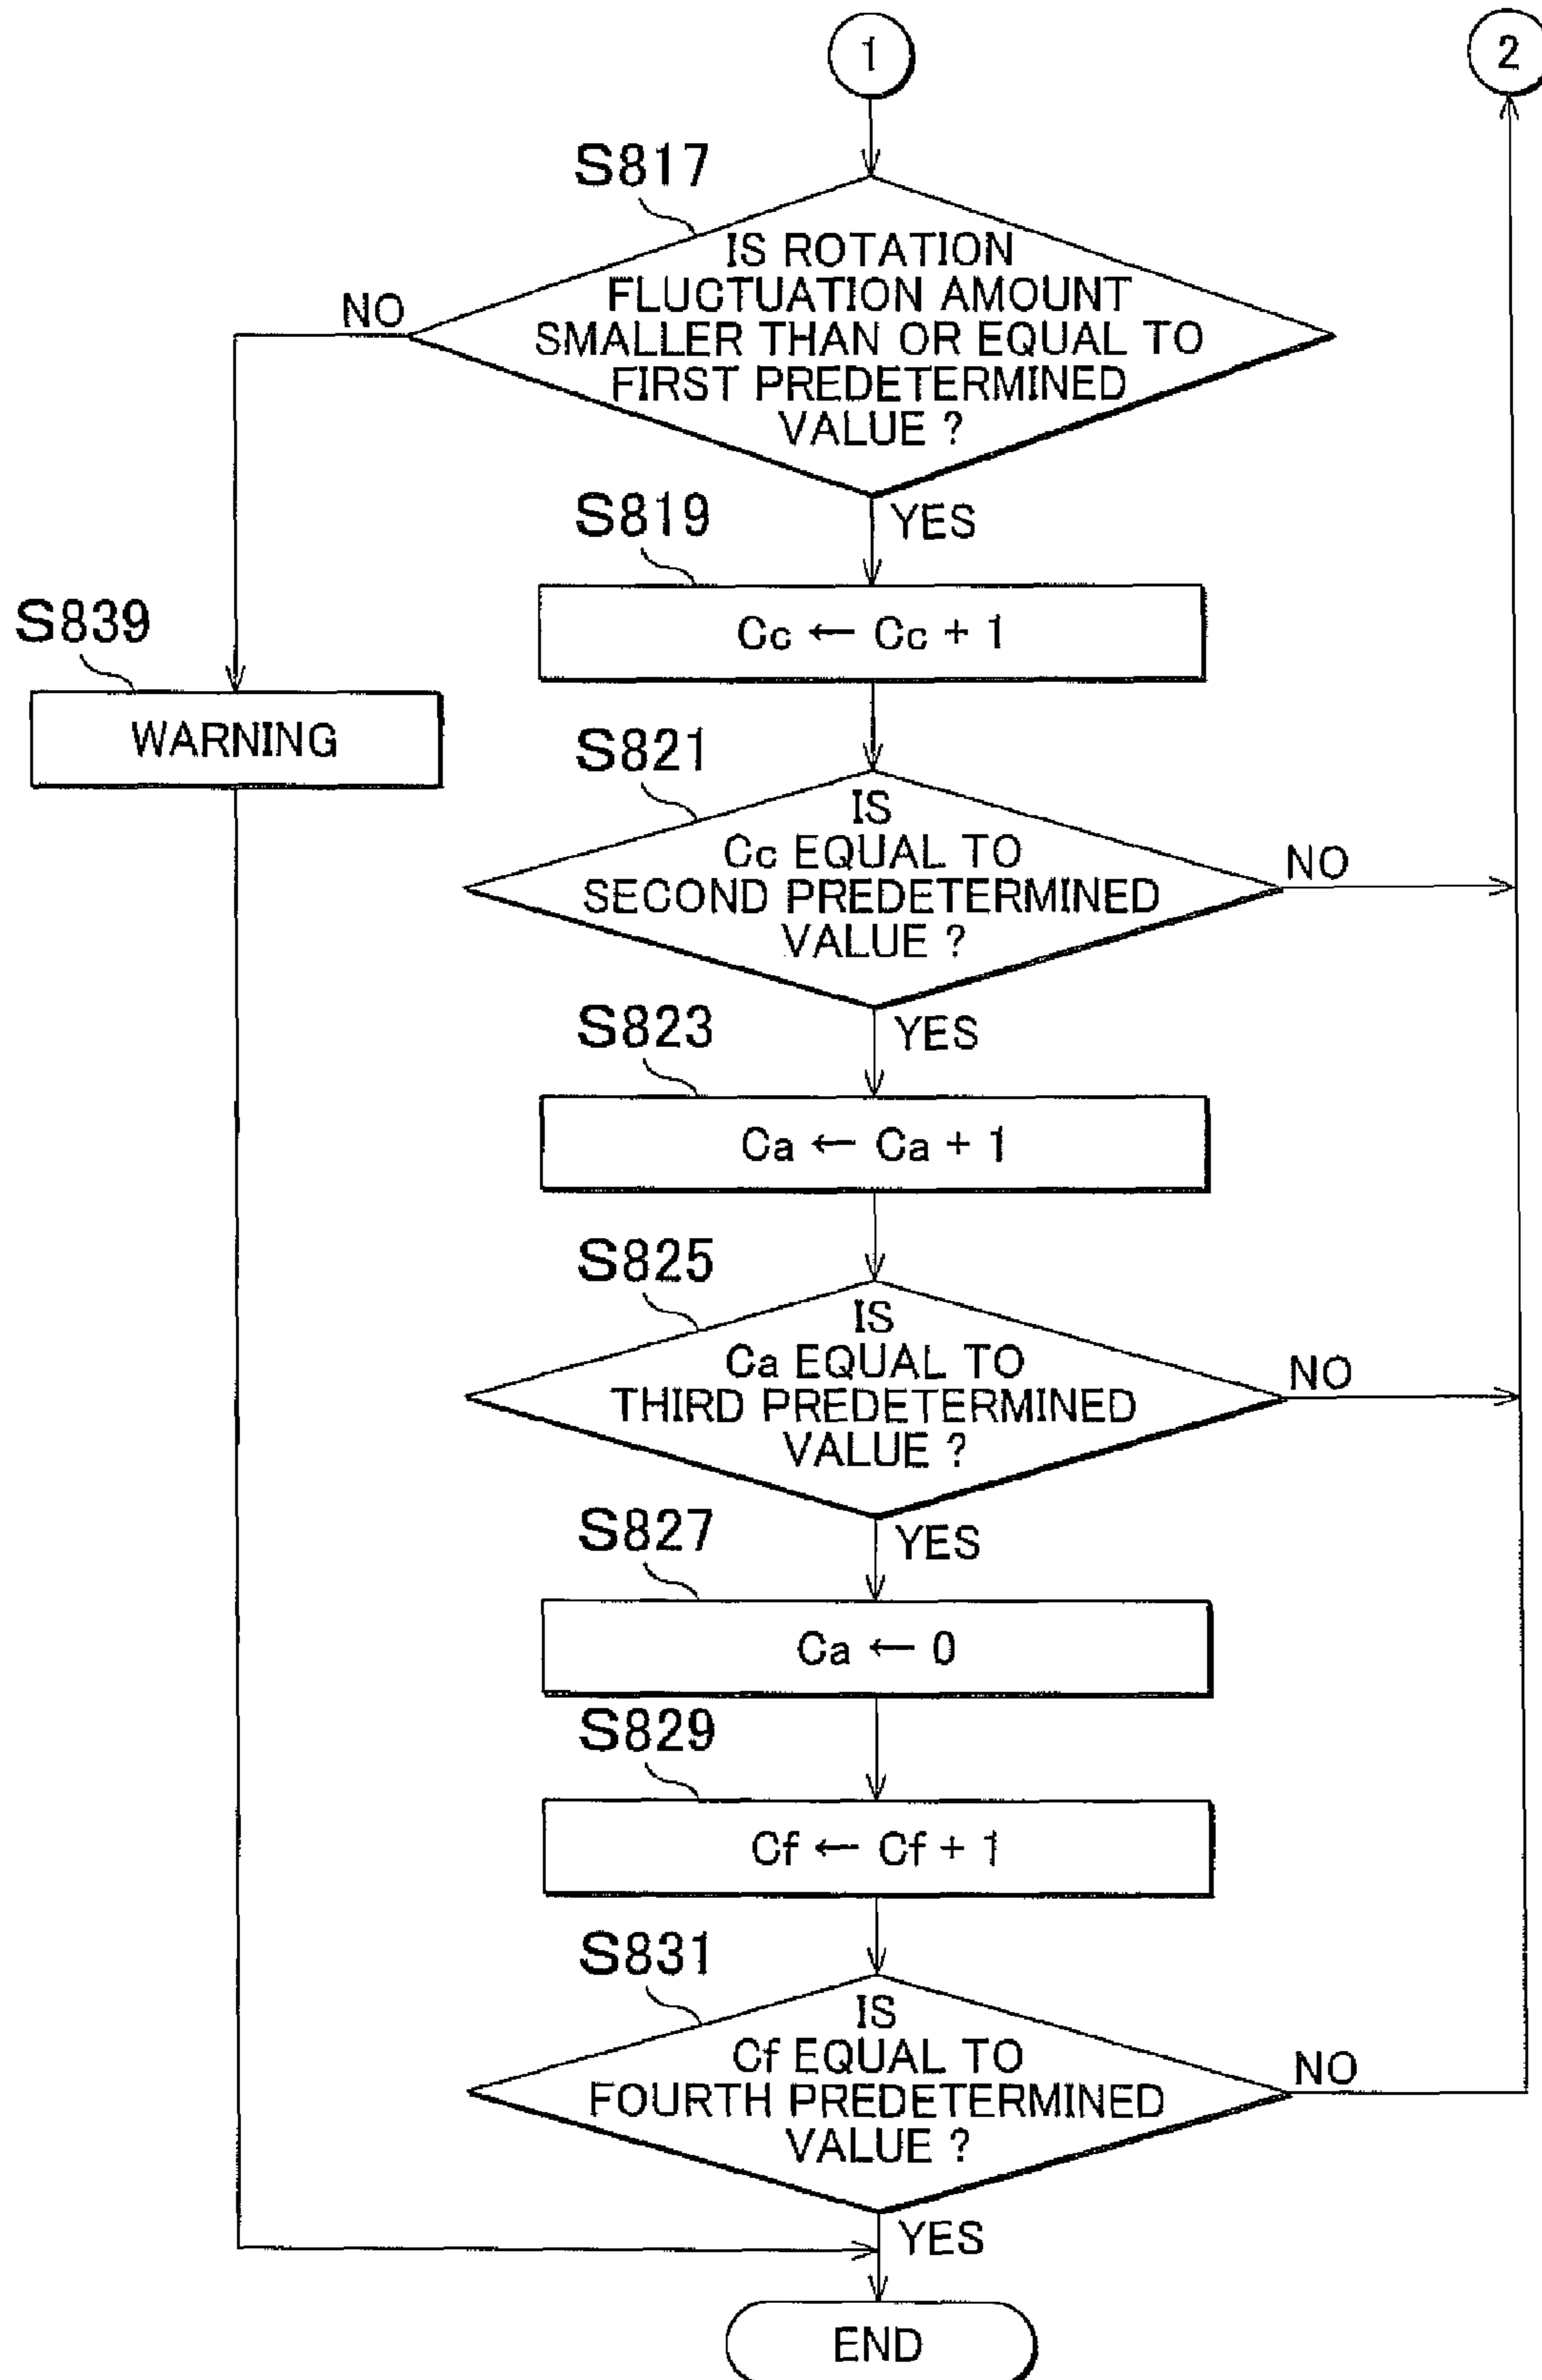 1
2
S817
IS ROTATION
FLUCTUATION AMOUNT
SMALLER THAN OR EQUAL TO
FIRST PREDETERMINED
VALUE ?
NO
YES
S819
Cc ← Cc + 1
S839
WARNING
S821
IS
Cc EQUAL TO
SECOND PREDETERMINED
VALUE ?
NO
YES
S823
Ca ← Ca + 1
S825
IS
Ca EQUAL TO
THIRD PREDETERMINED
VALUE ?
NO
YES
S827
Ca ← 0
S829
Cf ← Cf + 1
S831
IS
Cf EQUAL TO
FOURTH PREDETERMINED
VALUE ?
NO
YES
END